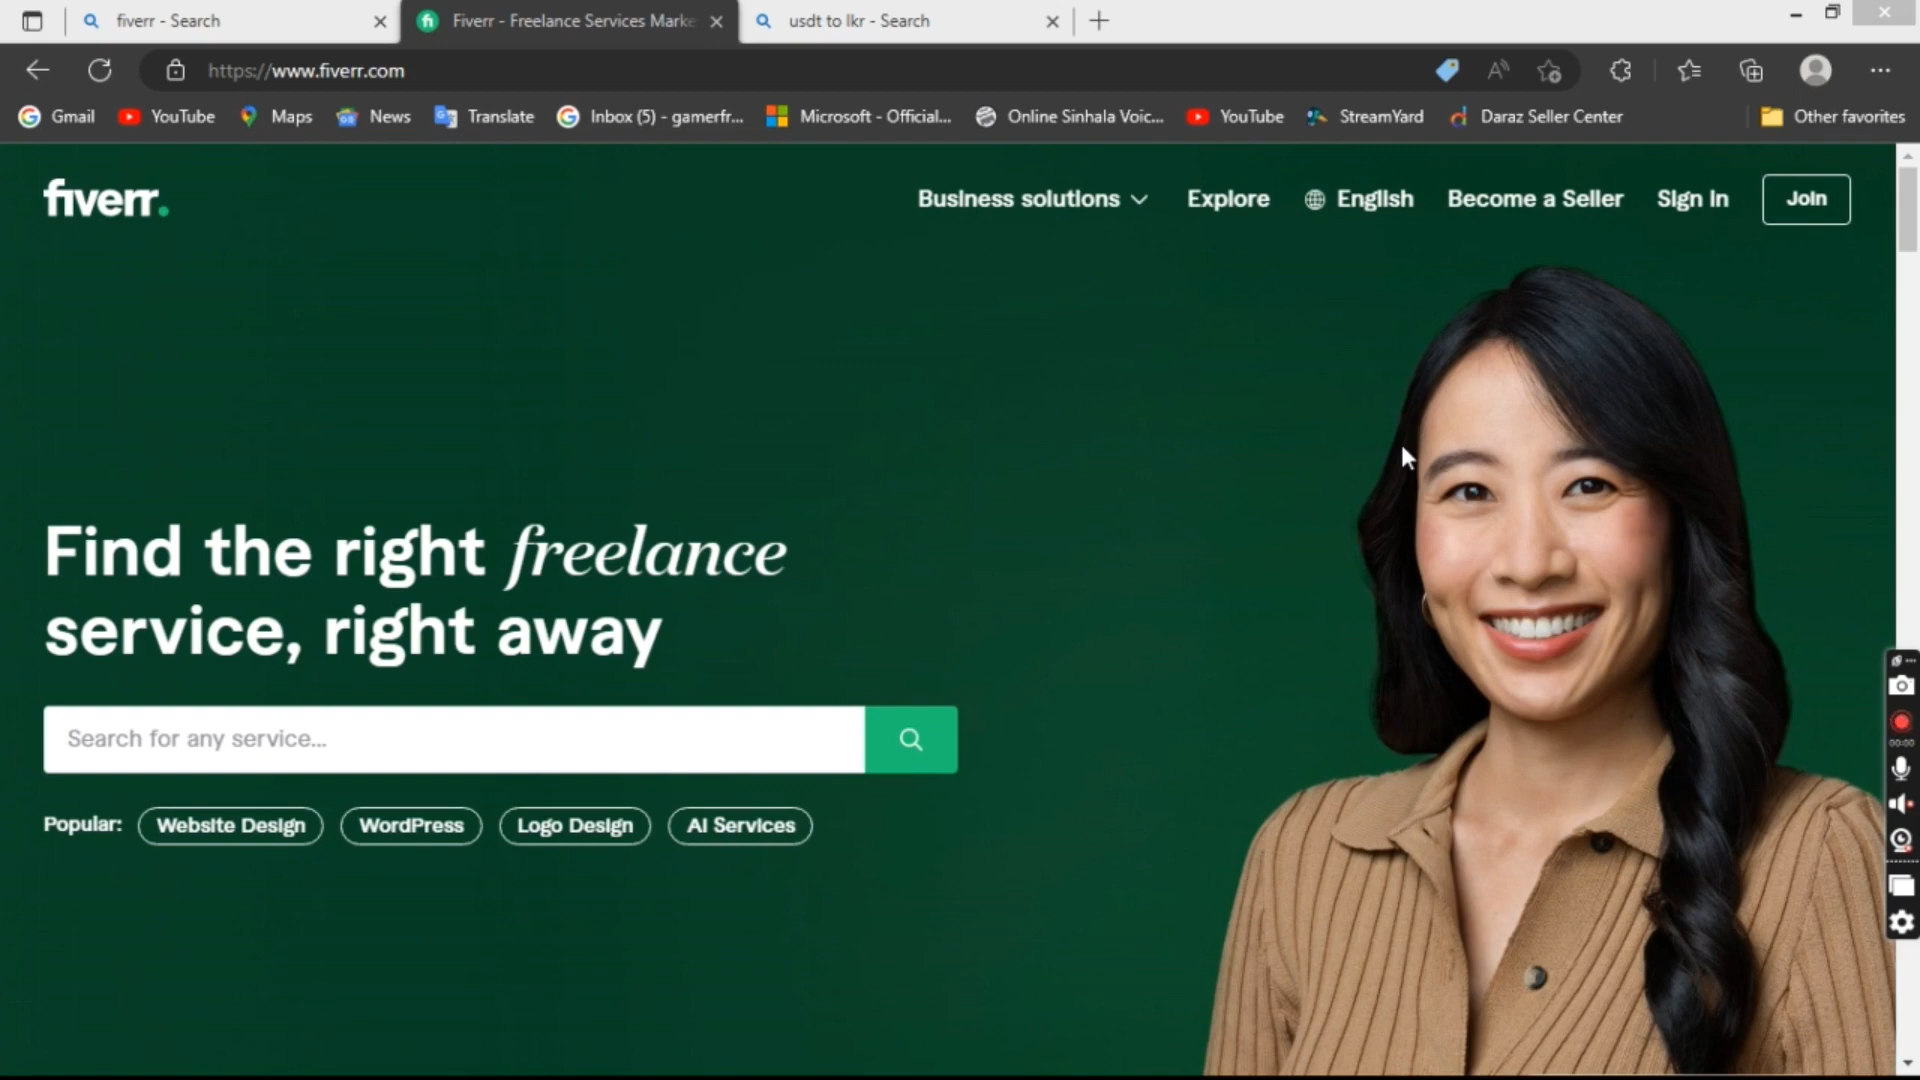 fiverr - Search
Fiverr - Freelance Services Marke
usdt to lkr - Search
https://www.fiverr.com
Gmail
YouTube
Maps
News
Translate
Inbox (5) - gamerfr...
Microsoft - Official...
Online Sinhala Voic...
YouTube
StreamYard
Daraz Seller Center
Other favorites
fiverr.
Business solutions
Explore
English
Become a Seller
Sign In
Join
Find the right freelance
service, right away
Search for any service...
Popular:
Website Design
WordPress
Logo Design
AI Services
00:00